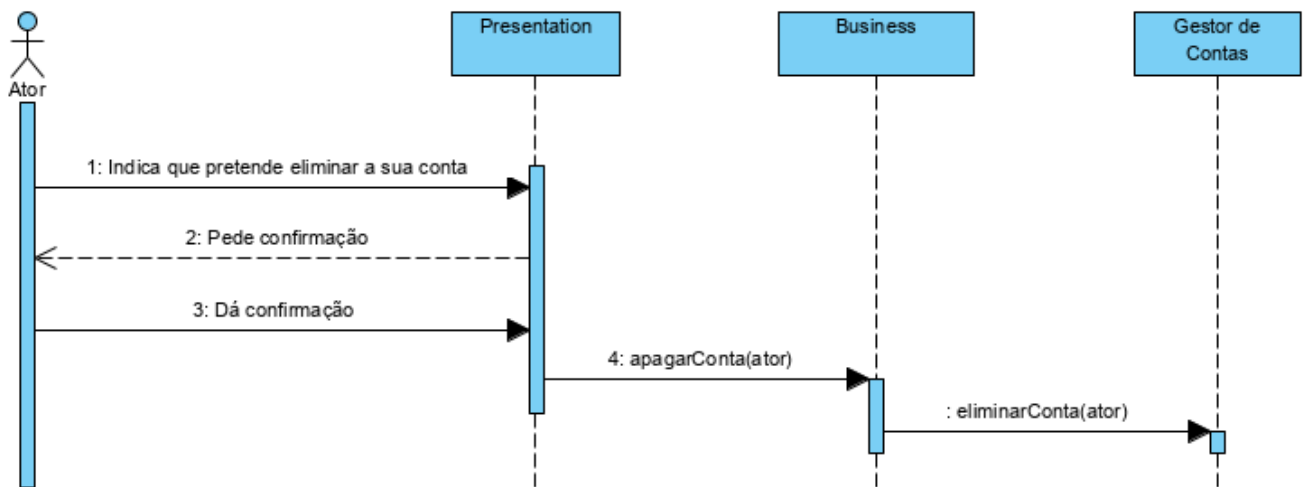 Presentation
Business
Gestor de
Contas
Ator
1: Indica que pretende eliminar a sua conta
2: Pede confirmação
3: Dá confirmação
4: apagarConta(ator)
: eliminarConta(ator)